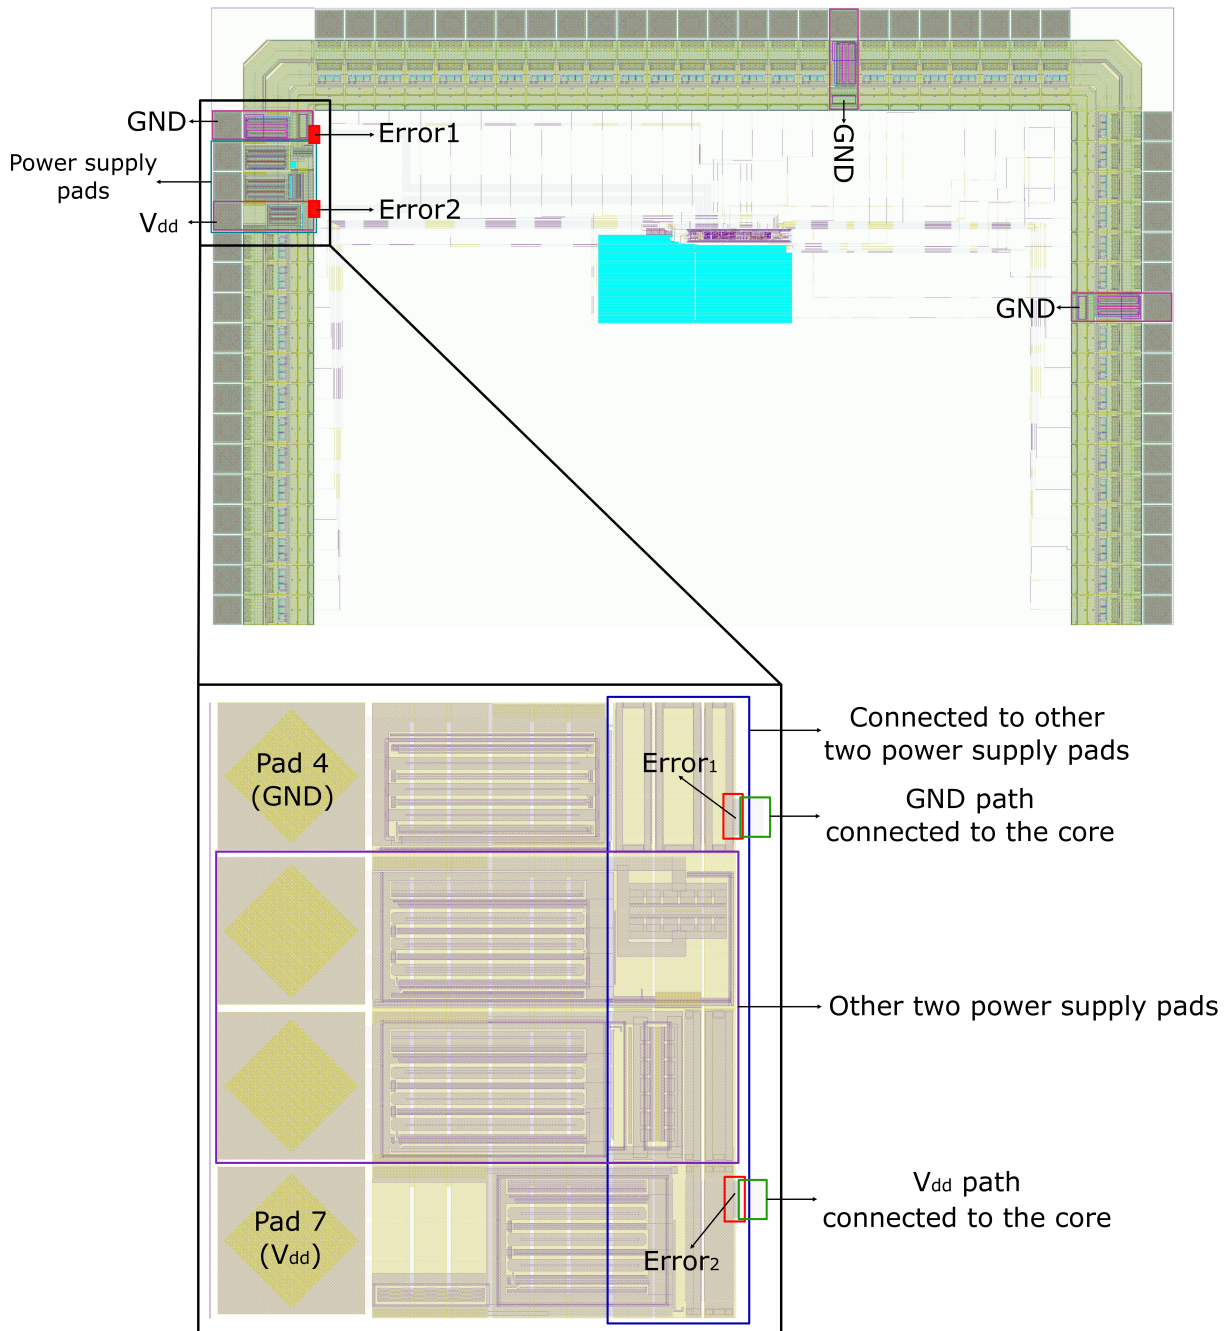 GND
Error1
Power supply
pads
Error2
Vdd
GND
GND
Connected to other
two power supply pads
Pad 4
(GND)
Error1
GND path
connected to the core
Other two power supply pads
Pad 7
(Vdd)
Vdd path
connected to the core
Error2